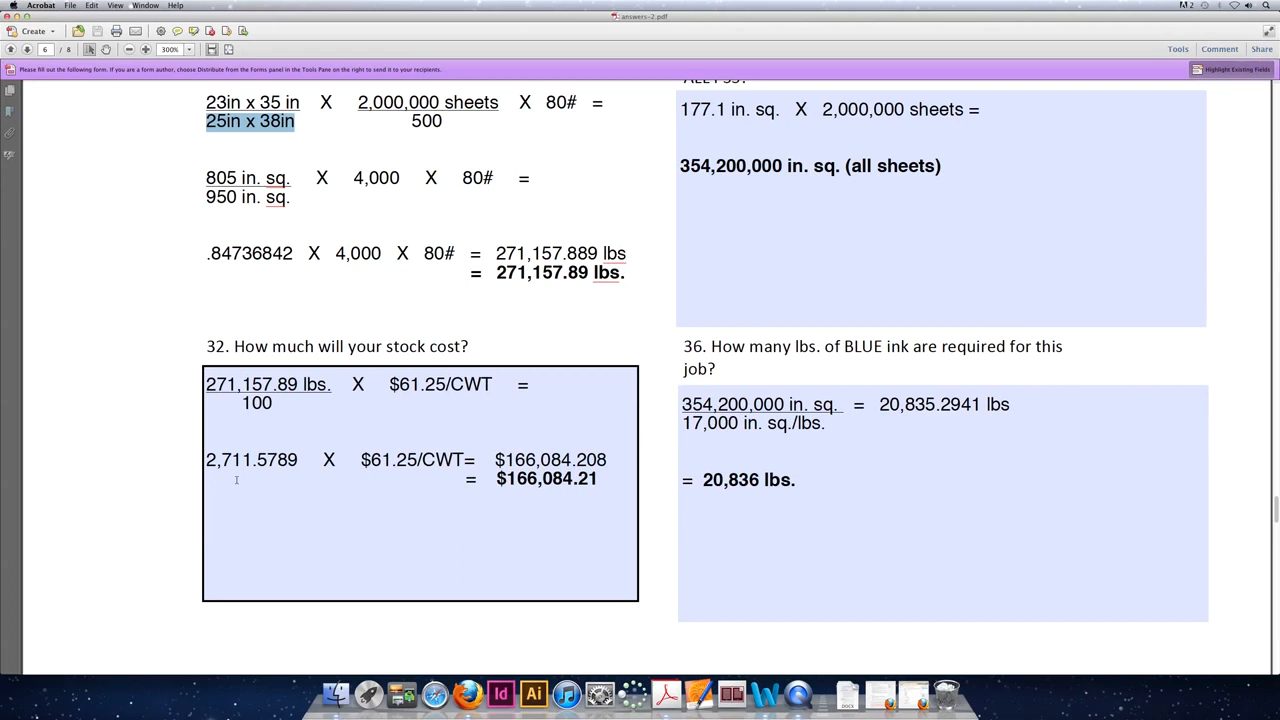 Acrobat File Edit View Window Help
answers-2.pdf
Create
6 / 8 300% Tools Comment Share
Please fill out the following form. If you are a form author, choose Distribute from the Forms panel in the Tools Pane on the right to send it to your recipients. Highlight Existing Fields
23in x 35 in X 2,000,000 sheets X 80# =
25in x 38in 500
805 in. sq. X 4,000 X 80# =
950 in. sq.
.84736842 X 4,000 X 80# = 271,157.889 lbs
= 271,157.89 lbs.
32. How much will your stock cost?
271,157.89 lbs. X $61.25/CWT =
100
2,711.5789 X $61.25/CWT= $166,084.208
= $166,084.21
177.1 in. sq. X 2,000,000 sheets =
354,200,000 in. sq. (all sheets)
36. How many lbs. of BLUE ink are required for this
job?
354,200,000 in. sq. = 20,835.2941 lbs
17,000 in. sq./lbs.
= 20,836 lbs.
Id Ai W